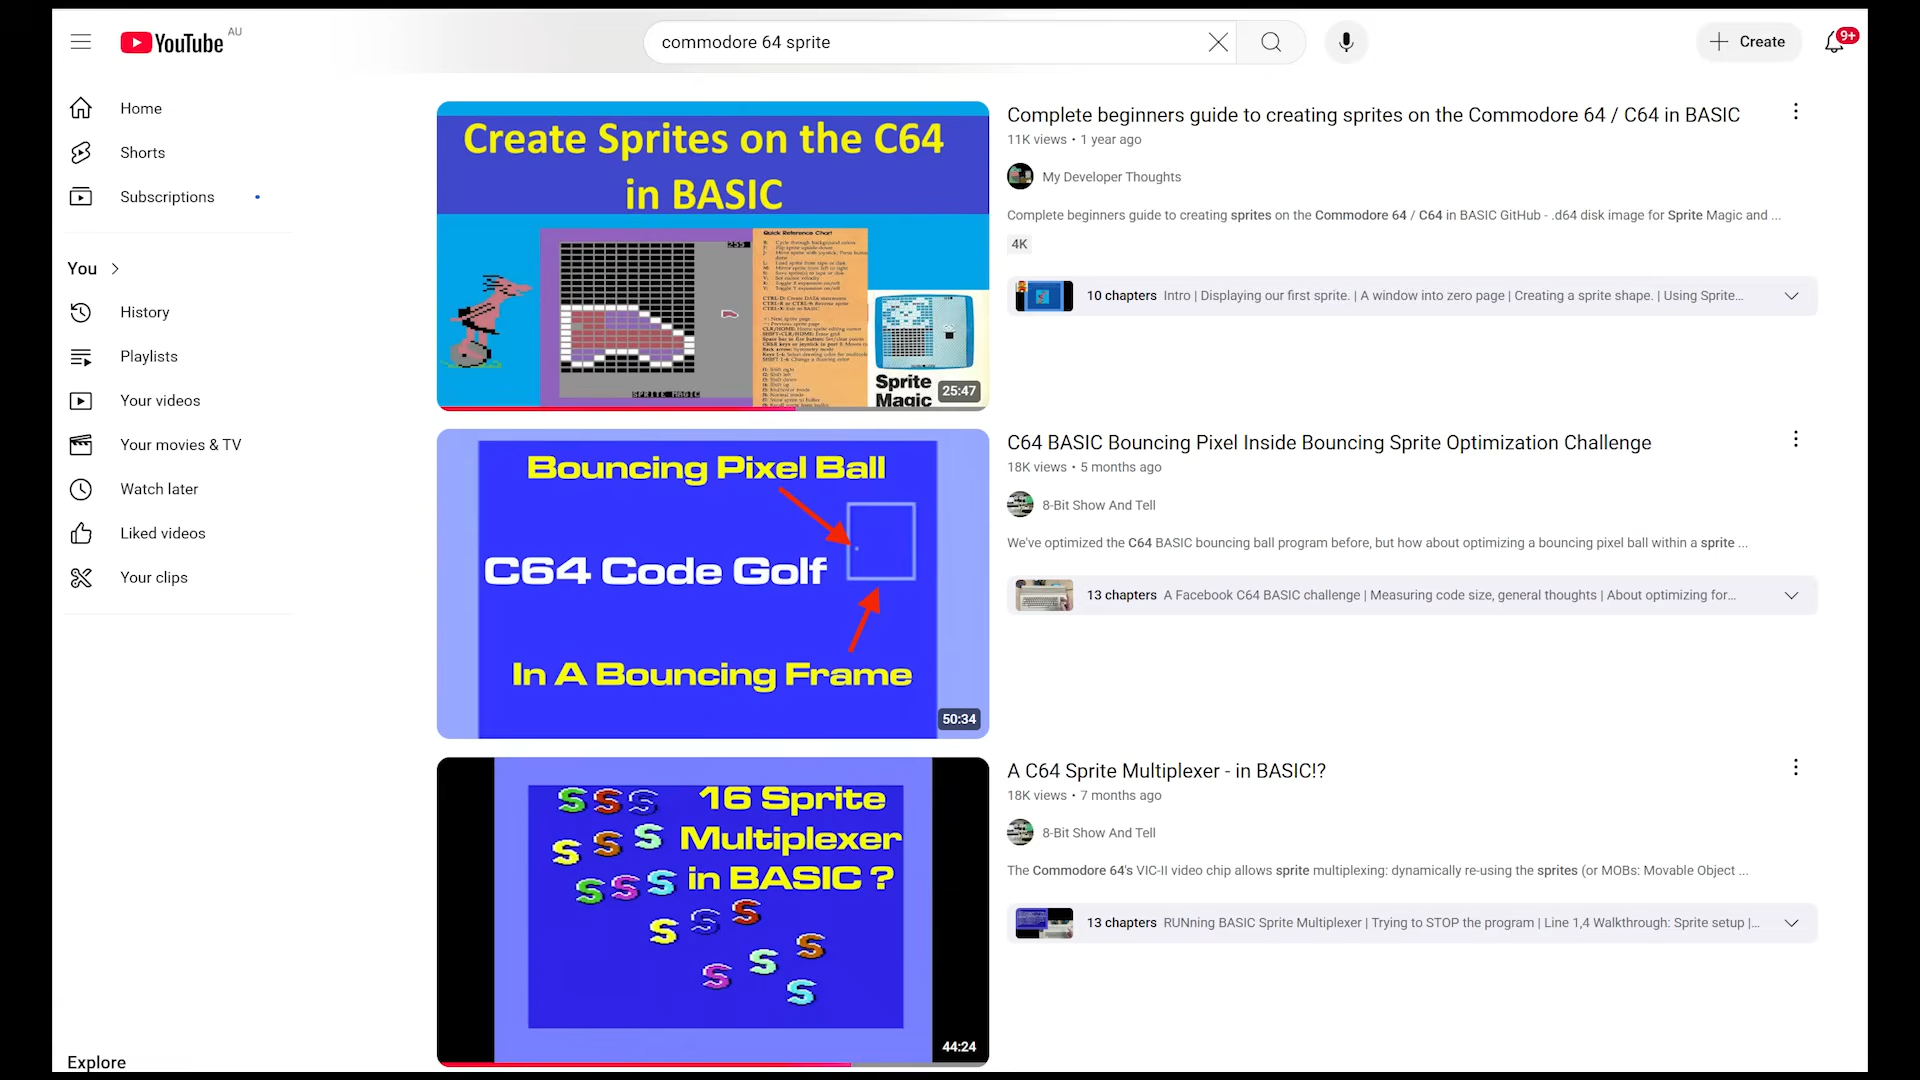 YouTube AU
commodore 64 sprite
Create
9+
Home
Shorts
Subscriptions
You
History
Playlists
Your videos
Your movies & TV
Watch later
Liked videos
Your clips
Explore
Create Sprites on the C64
in BASIC
255
SPRITE MAGIC
Quick Reference Chart
Sprite
Magic
25:47
Complete beginners guide to creating sprites on the Commodore 64 / C64 in BASIC
11K views • 1 year ago
My Developer Thoughts
Complete beginners guide to creating sprites on the Commodore 64 / C64 in BASIC GitHub - .d64 disk image for Sprite Magic and ...
4K
10 chapters Intro | Displaying our first sprite. | A window into zero page | Creating a sprite shape. | Using Sprite...
Bouncing Pixel Ball
C64 Code Golf
In A Bouncing Frame
50:34
C64 BASIC Bouncing Pixel Inside Bouncing Sprite Optimization Challenge
18K views • 5 months ago
8-Bit Show And Tell
We've optimized the C64 BASIC bouncing ball program before, but how about optimizing a bouncing pixel ball within a sprite ...
13 chapters A Facebook C64 BASIC challenge | Measuring code size, general thoughts | About optimizing for...
16 Sprite
Multiplexer
in BASIC ?
44:24
A C64 Sprite Multiplexer - in BASIC!?
18K views • 7 months ago
8-Bit Show And Tell
The Commodore 64's VIC-II video chip allows sprite multiplexing: dynamically re-using the sprites (or MOBs: Movable Object ...
13 chapters RUNning BASIC Sprite Multiplexer | Trying to STOP the program | Line 1,4 Walkthrough: Sprite setup |...